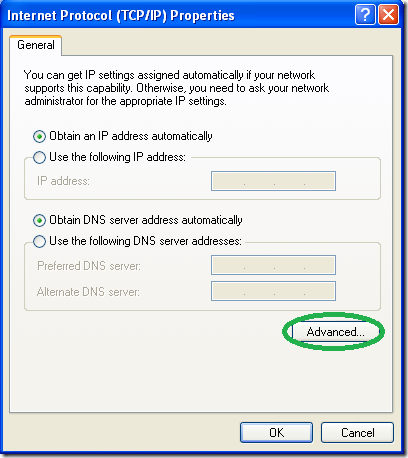 Internet Protocol (TCP/IP) Properties
General
You can get IP settings assigned automatically if your network
supports this capability. Otherwise, you need to ask your network
administrator for the appropriate IP settings.
Obtain an IP address automatically
Use the following IP address:
IP address:
Obtain DNS server address automatically
Use the following DNS server addresses:
Preferred DNS server:
Alternate DNS server:
Advanced...
OK
Cancel